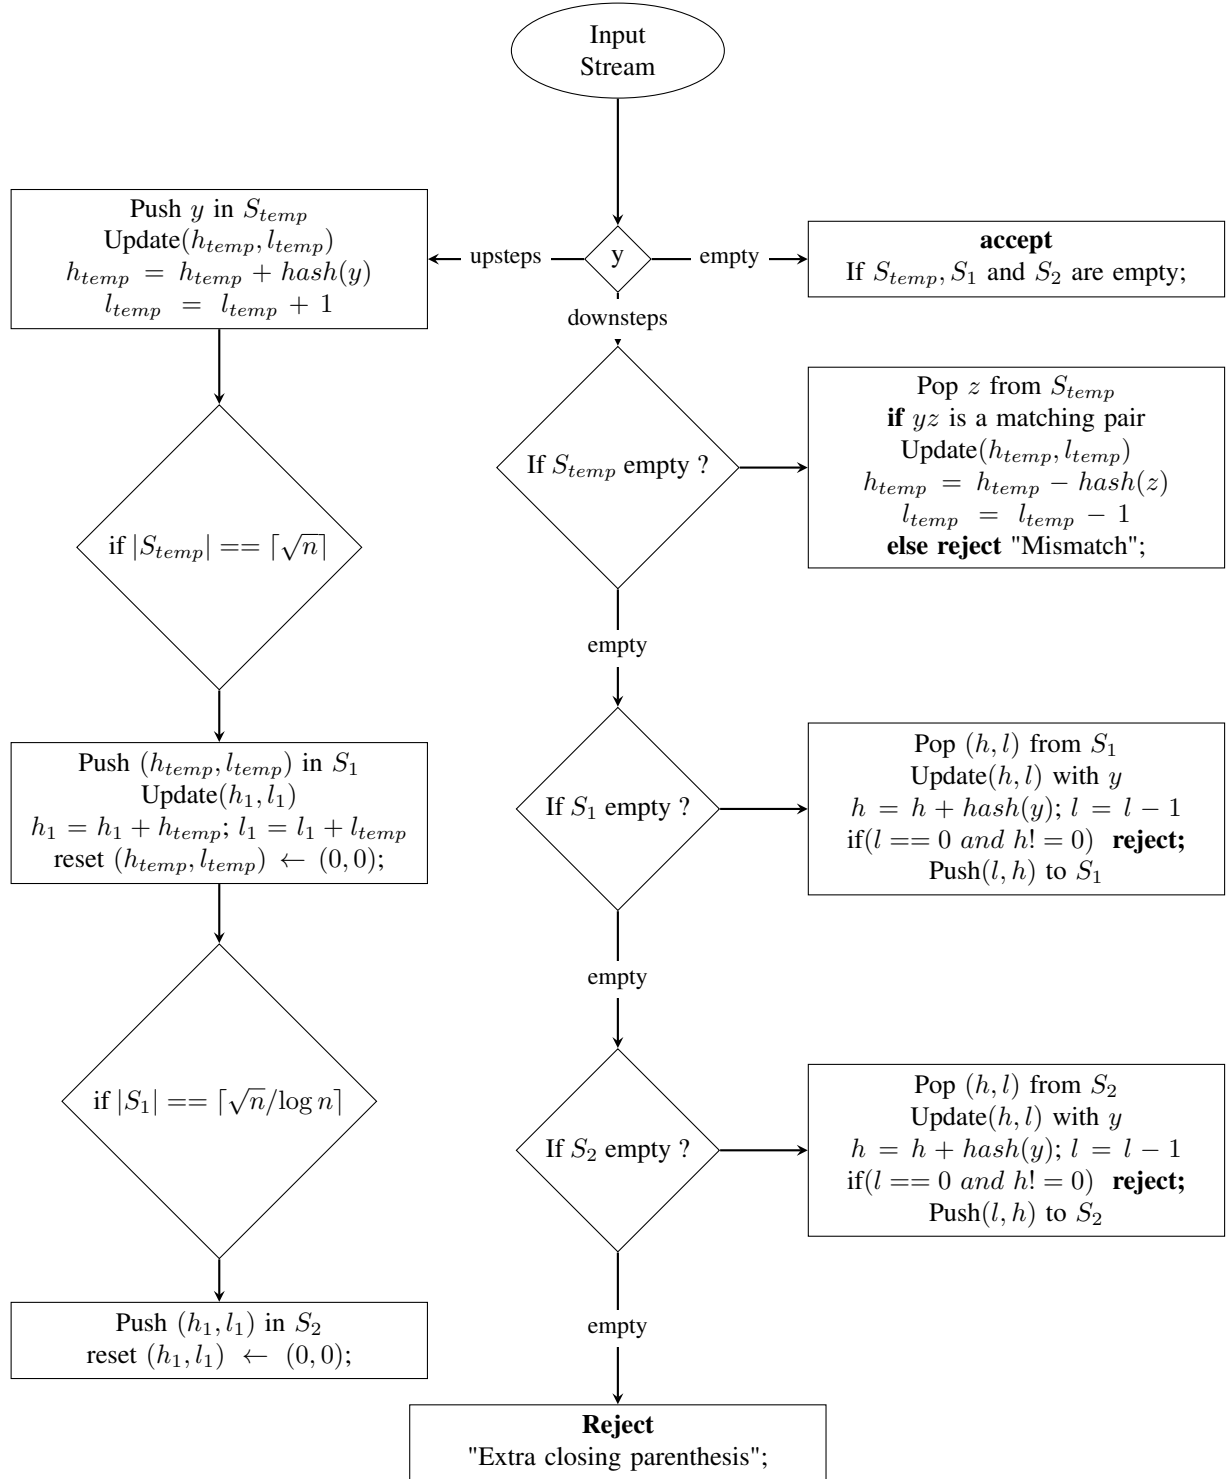 Input
Stream
y
upsteps
empty
downsteps
Push y in S_temp
Update(h_temp, l_temp)
h_temp = h_temp + hash(y)
l_temp = l_temp + 1
accept
If S_temp, S_1 and S_2 are empty;
if |S_temp| == ⌈√n⌉
If S_temp empty ?
Pop z from S_temp
if yz is a matching pair
Update(h_temp, l_temp)
h_temp = h_temp − hash(z)
l_temp = l_temp − 1
else reject "Mismatch";
empty
Push (h_temp, l_temp) in S_1
Update(h_1, l_1)
h_1 = h_1 + h_temp; l_1 = l_1 + l_temp
reset (h_temp, l_temp) ← (0, 0);
If S_1 empty ?
Pop (h, l) from S_1
Update(h, l) with y
h = h + hash(y); l = l − 1
if(l == 0 and h! = 0) reject;
Push(l, h) to S_1
empty
if |S_1| == ⌈√n/log n⌉
If S_2 empty ?
Pop (h, l) from S_2
Update(h, l) with y
h = h + hash(y); l = l − 1
if(l == 0 and h! = 0) reject;
Push(l, h) to S_2
empty
Push (h_1, l_1) in S_2
reset (h_1, l_1) ← (0, 0);
Reject
"Extra closing parenthesis";